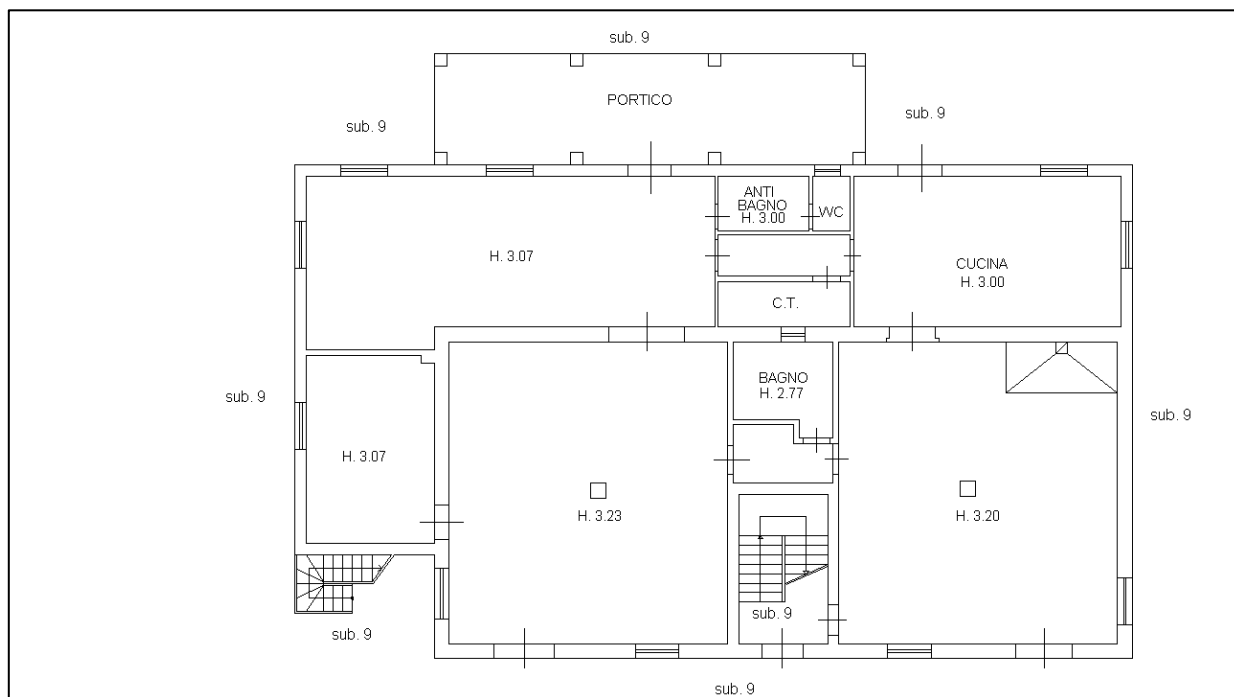 sub. 9
PORTICO
sub. 9
sub. 9
ANTI
BAGNO
H. 3.00
WC
H. 3.07
CUCINA
H. 3.00
C.T.
BAGNO
H. 2.77
sub. 9
sub. 9
H. 3.07
H. 3.23
H. 3.20
sub. 9
sub. 9
sub. 9